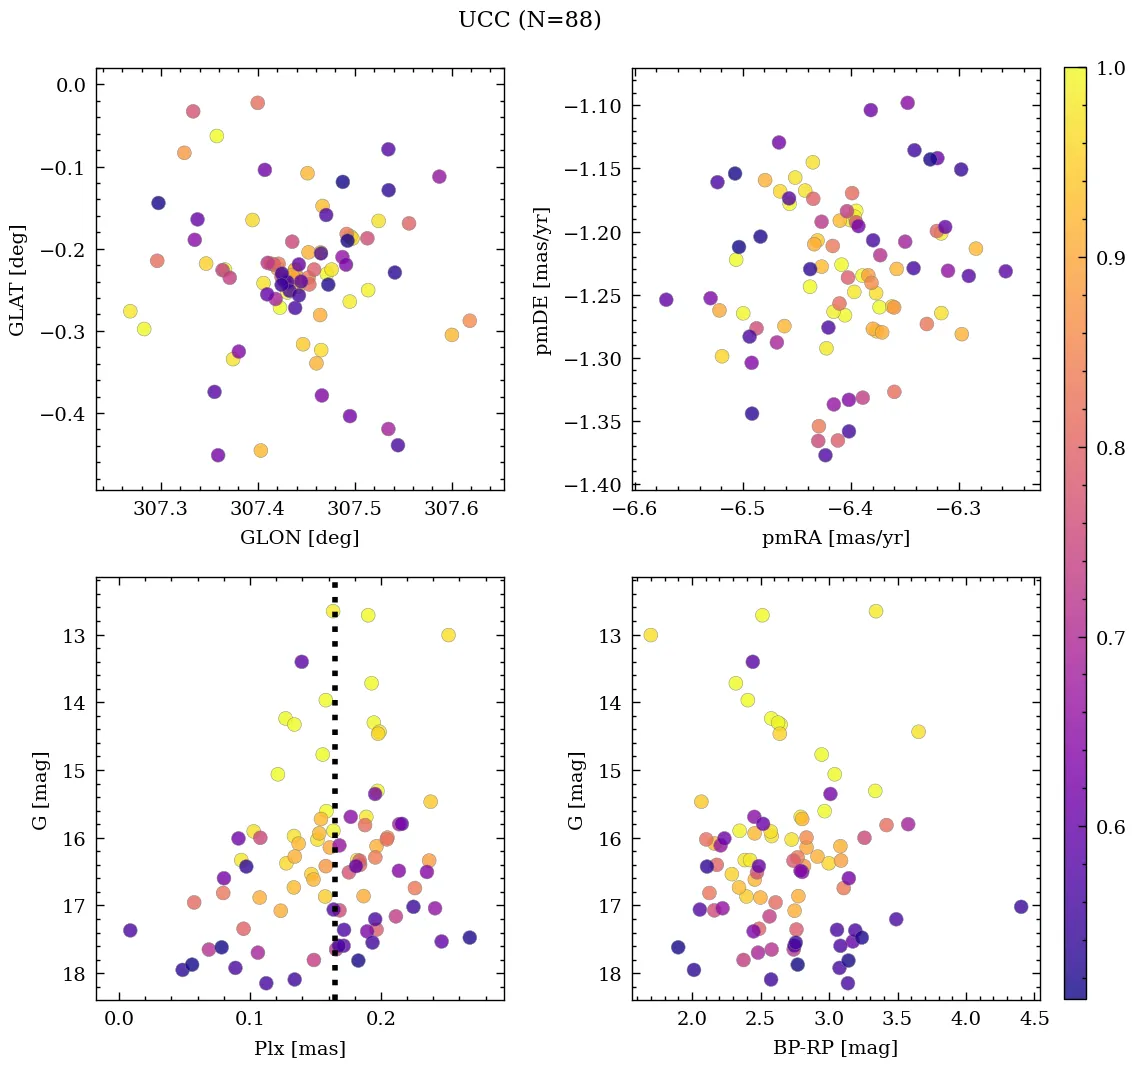 UCC (N=88)
0.0
−0.1
−0.2
−0.3
−0.4
GLAT [deg]
307.3 307.4 307.5 307.6
GLON [deg]
−1.10
−1.15
−1.20
−1.25
−1.30
−1.35
−1.40
pmDE [mas/yr]
−6.6 −6.5 −6.4 −6.3
pmRA [mas/yr]
13
14
15
16
17
18
G [mag]
0.0 0.1 0.2
Plx [mas]
13
14
15
16
17
18
G [mag]
2.0 2.5 3.0 3.5 4.0 4.5
BP-RP [mag]
1.0
0.9
0.8
0.7
0.6